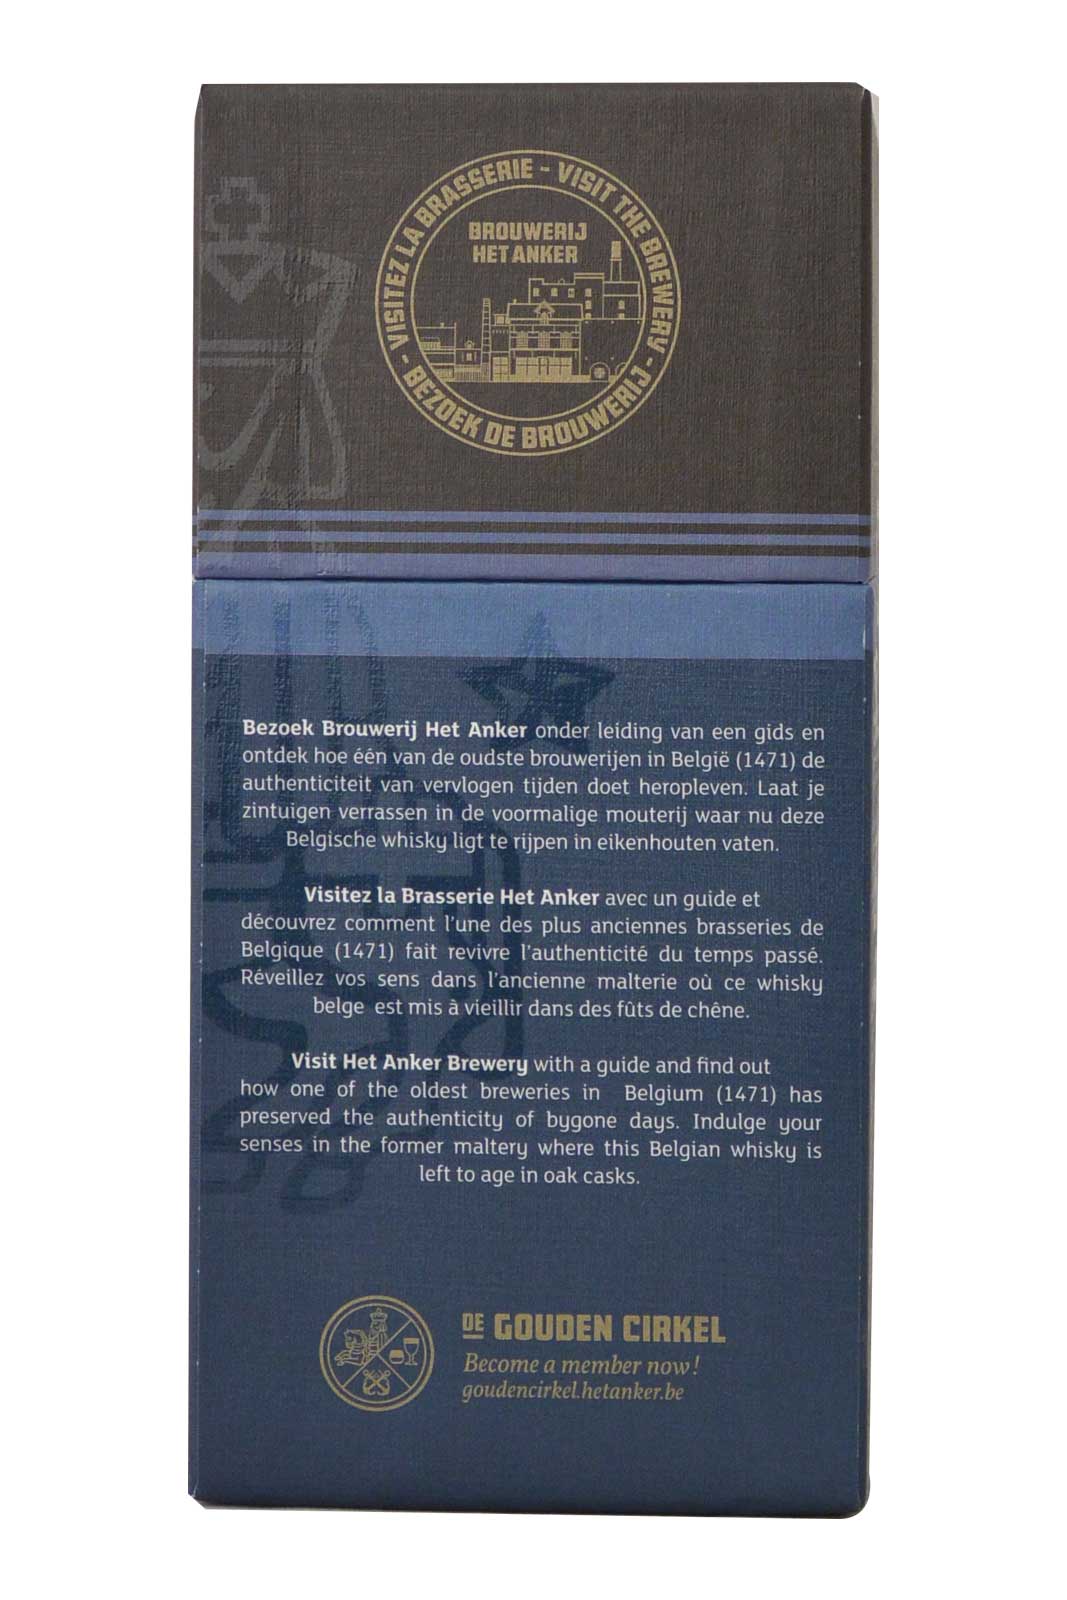 VISITEZ LA BRASSERIE - VISIT THE BREWERY - BEZOEK DE BROUWERIJ -
BROUWERIJ
HET ANKER
Bezoek Brouwerij Het Anker onder leiding van een gids en
ontdek hoe één van de oudste brouwerijen in België (1471) de
authenticiteit van vervlogen tijden doet heropleven. Laat je
zintuigen verrassen in de voormalige mouterij waar nu deze
Belgische whisky ligt te rijpen in eikenhouten vaten.
Visitez la Brasserie Het Anker avec un guide et
découvrez comment l'une des plus anciennes brasseries de
Belgique (1471) fait revivre l'authenticité du temps passé.
Réveillez vos sens dans l'ancienne malterie où ce whisky
belge est mis à vieillir dans des fûts de chêne.
Visit Het Anker Brewery with a guide and find out
how one of the oldest breweries in Belgium (1471) has
preserved the authenticity of bygone days. Indulge your
senses in the former maltery where this Belgian whisky is
left to age in oak casks.
DE GOUDEN CIRKEL
Become a member now!
goudencirkel.hetanker.be